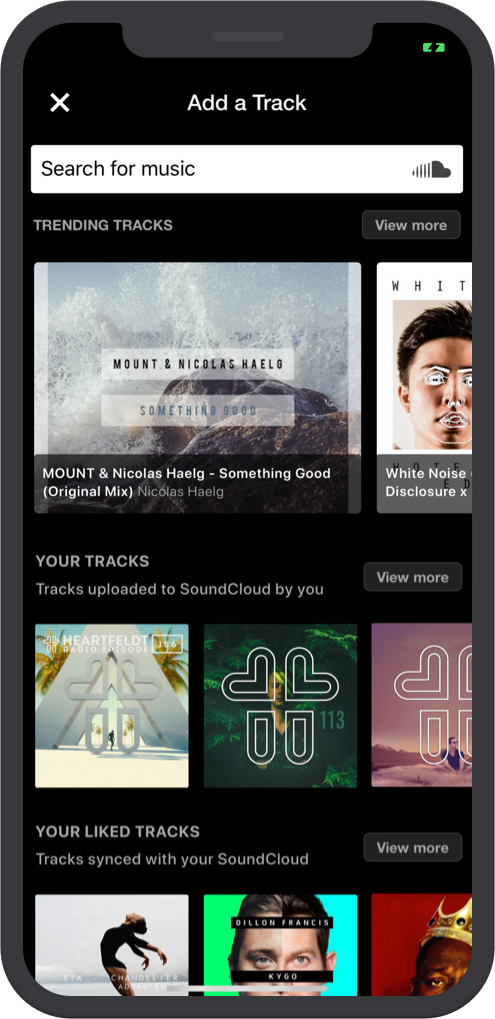 Add a Track
Search for music
TRENDING TRACKS
View more
MOUNT & NICOLAS HAELG
SOMETHING GOOD
MOUNT & Nicolas Haelg - Something Good
(Original Mix) Nicolas Haelg
WHIT
White Noise
Disclosure x
YOUR TRACKS
Tracks uploaded to SoundCloud by you
View more
HEARTFELDT
RADIO EPISODE
156
113
YOUR LIKED TRACKS
Tracks synced with your SoundCloud
View more
SIA - CHANDELIER
DILLON FRANCIS
KYGO